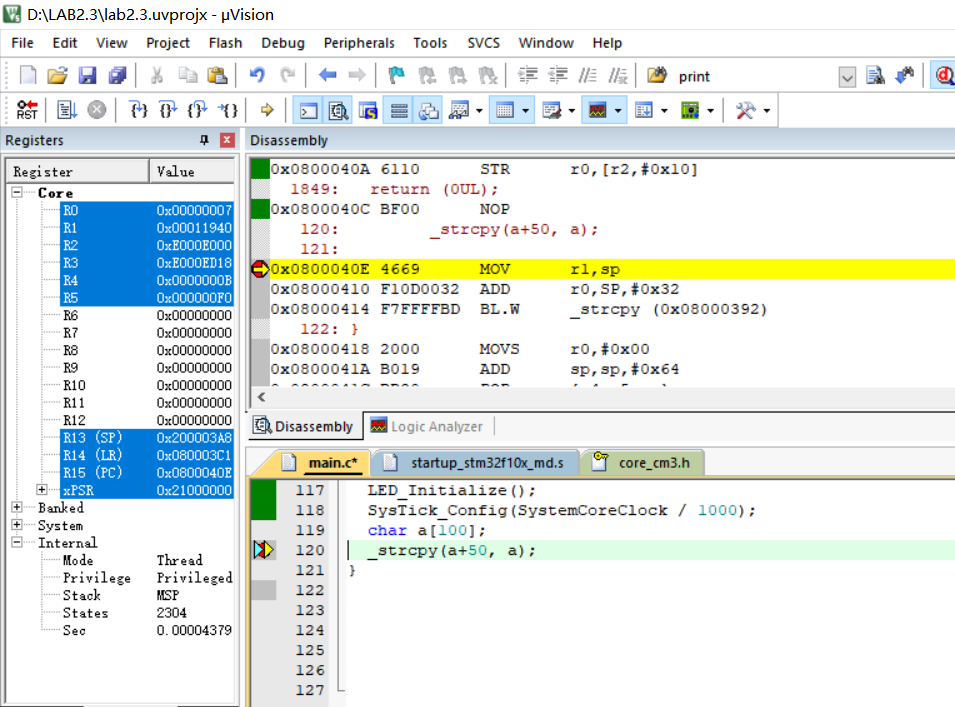 D:\LAB2.3\lab2.3.uvprojx - µVision
File Edit View Project Flash Debug Peripherals Tools SVCS Window Help
print
RST
Registers
Register Value
Core
R0 0x00000007
R1 0x00011940
R2 0xE000E000
R3 0xE000ED18
R4 0x0000000B
R5 0x000000F0
R6 0x00000000
R7 0x00000000
R8 0x00000000
R9 0x00000000
R10 0x00000000
R11 0x00000000
R12 0x00000000
R13 (SP) 0x200003A8
R14 (LR) 0x080003C1
R15 (PC) 0x0800040E
xPSR 0x21000000
Banked
System
Internal
Mode Thread
Privilege Privileged
Stack MSP
States 2304
Sec 0.00004379
Disassembly
0x0800040A 6110 STR r0,[r2,#0x10]
1849: return (0UL);
0x0800040C BF00 NOP
120: _strcpy(a+50, a);
121:
0x0800040E 4669 MOV r1,sp
0x08000410 F10D0032 ADD r0,SP,#0x32
0x08000414 F7FFFFBD BL.W _strcpy (0x08000392)
122: }
0x08000418 2000 MOVS r0,#0x00
0x0800041A B019 ADD sp,sp,#0x64
Disassembly Logic Analyzer
main.c* startup_stm32f10x_md.s core_cm3.h
117 LED_Initialize();
118 SysTick_Config(SystemCoreClock / 1000);
119 char a[100];
120 _strcpy(a+50, a);
121 }
122
123
124
125
126
127